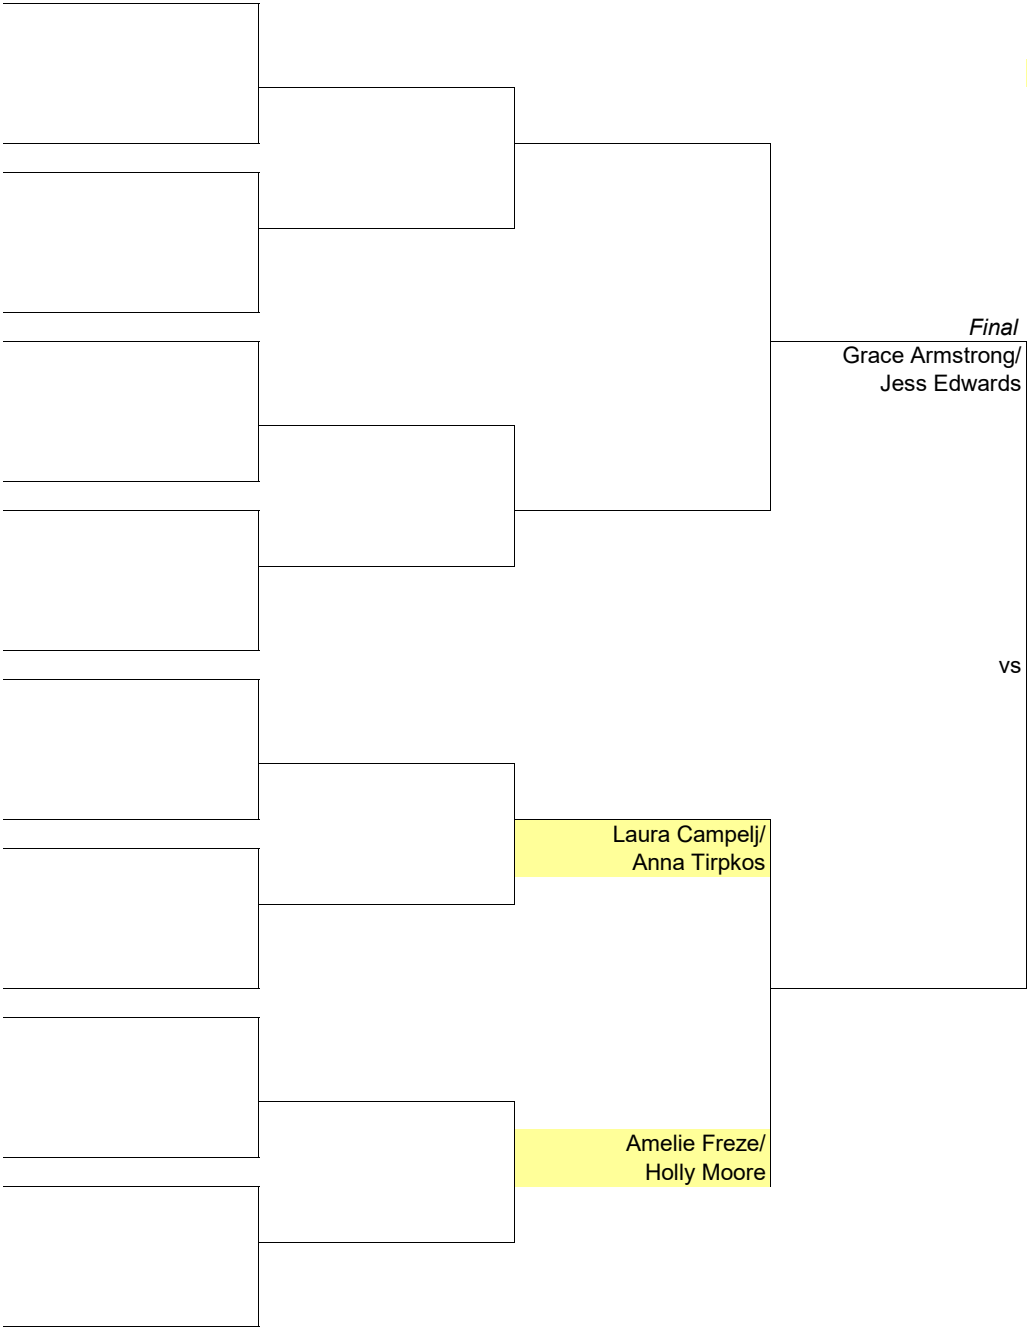 Final
Grace Armstrong/
Jess Edwards
vs
Laura Campelj/
Anna Tirpkos
Amelie Freze/
Holly Moore